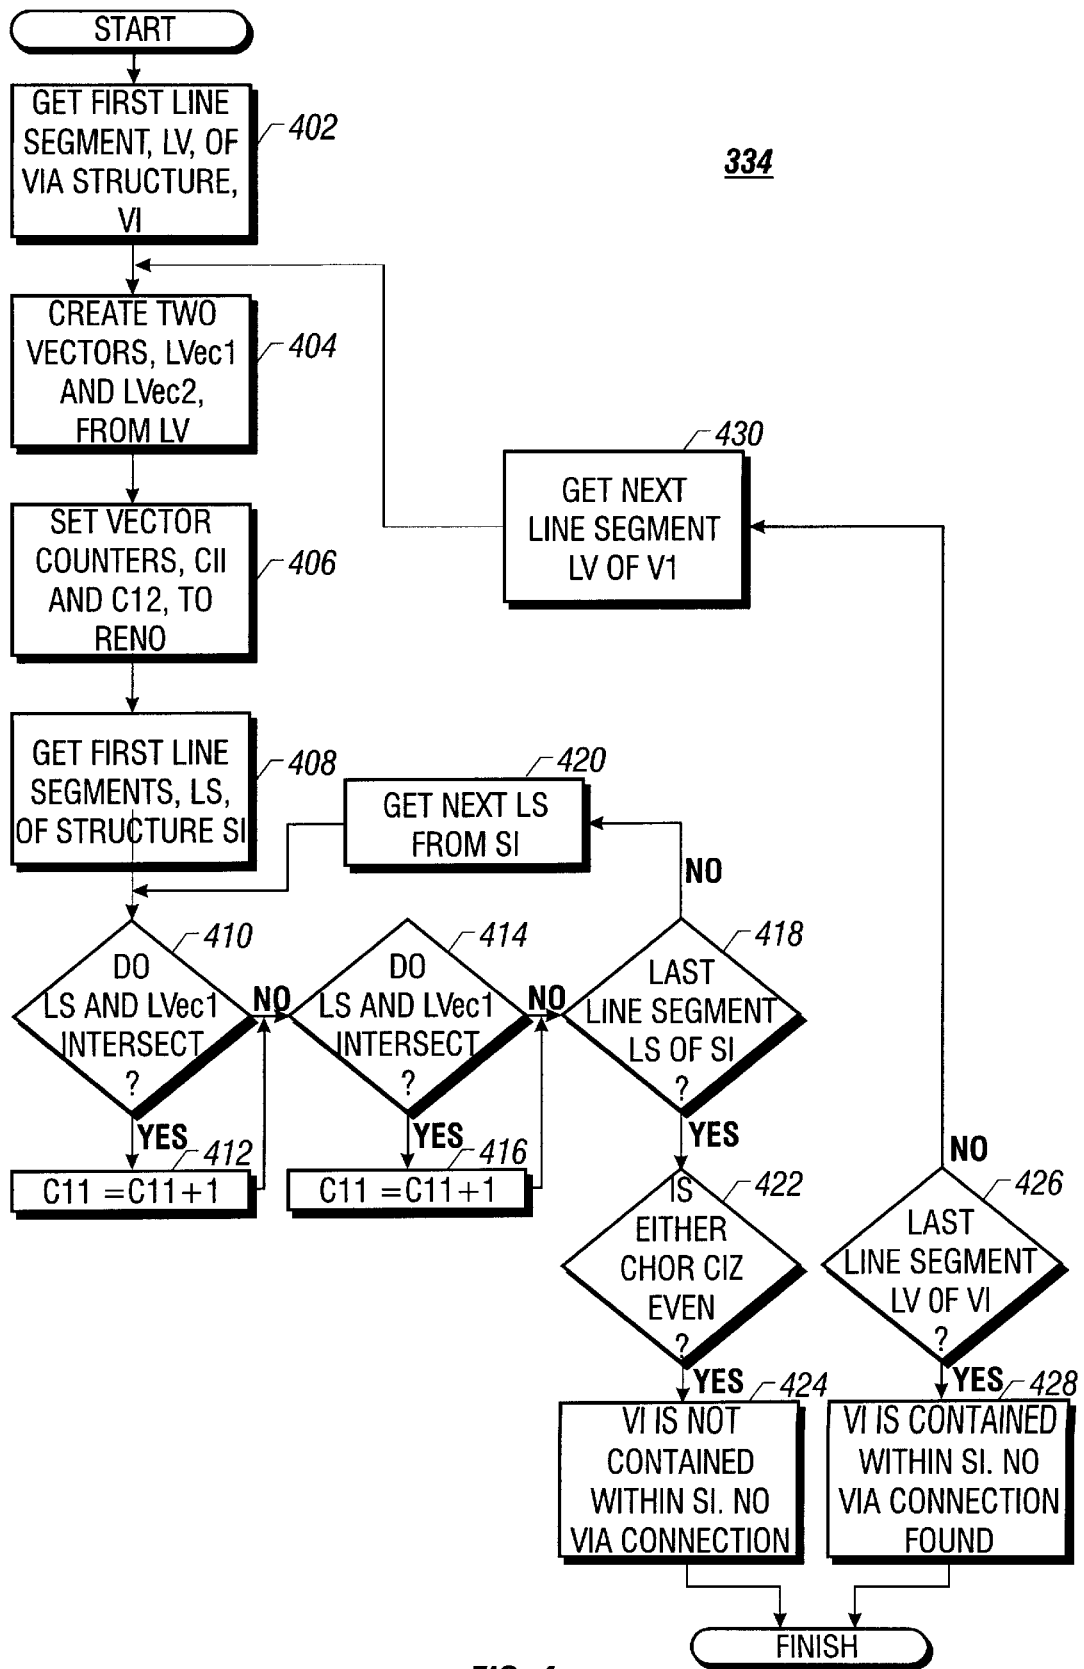 START
GET FIRST LINE
SEGMENT, LV, OF
VIA STRUCTURE,
VI
402
334
CREATE TWO
VECTORS, LVec1
AND LVec2,
FROM LV
404
430
GET NEXT
LINE SEGMENT
LV OF V1
SET VECTOR
COUNTERS, CII
AND C12, TO
RENO
406
GET FIRST LINE
SEGMENTS, LS,
OF STRUCTURE SI
408
420
GET NEXT LS
FROM SI
NO
410
DO
LS AND LVec1
INTERSECT
?
NO
YES
412
C11 =C11+1
414
DO
LS AND LVec1
INTERSECT
?
NO
YES
416
C11 =C11+1
418
LAST
LINE SEGMENT
LS OF SI
?
YES
422
IS
EITHER
CHOR CIZ
EVEN
?
YES
424
VI IS NOT
CONTAINED
WITHIN SI. NO
VIA CONNECTION
NO
426
LAST
LINE SEGMENT
LV OF VI
?
YES
428
VI IS CONTAINED
WITHIN SI. NO
VIA CONNECTION
FOUND
FINISH